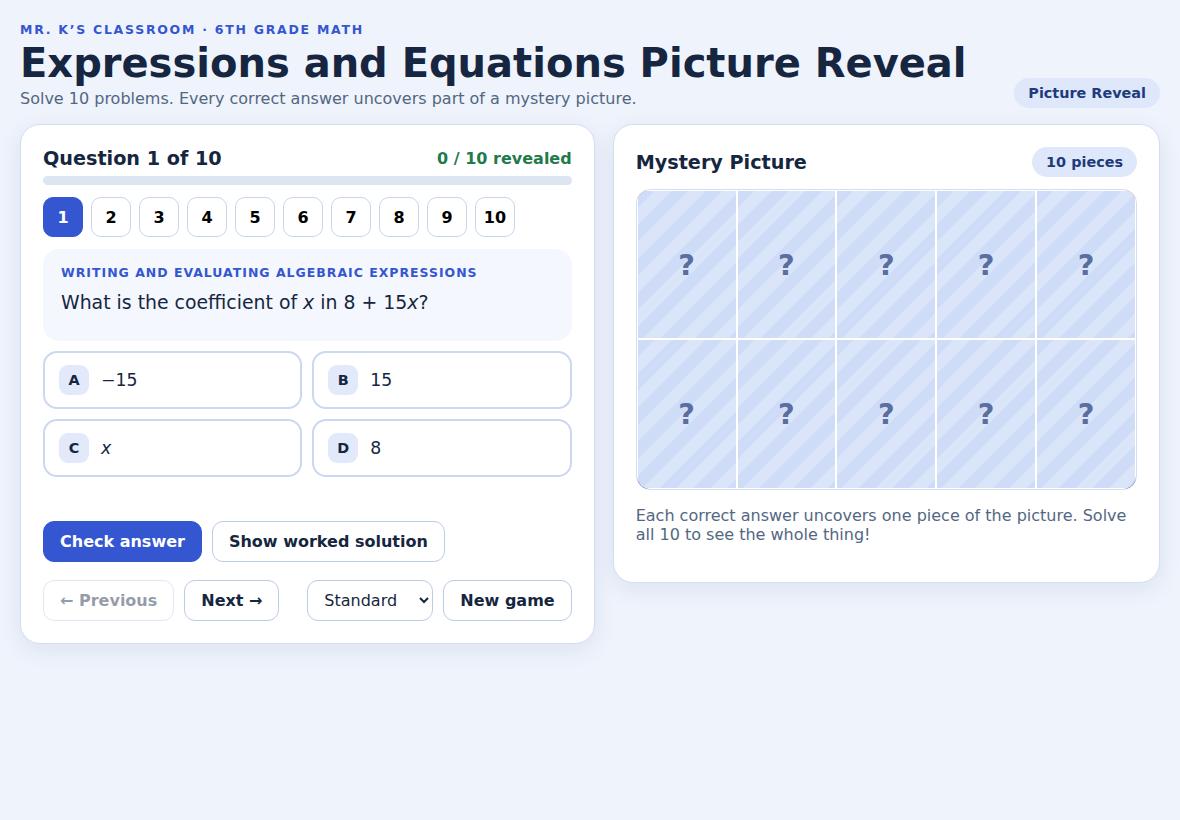 MR. K’S CLASSROOM · 6TH GRADE MATH
Expressions and Equations Picture Reveal
Solve 10 problems. Every correct answer uncovers part of a mystery picture.
Picture Reveal
Question 1 of 10
0 / 10 revealed
1 2 3 4 5 6 7 8 9 10
WRITING AND EVALUATING ALGEBRAIC EXPRESSIONS
What is the coefficient of x in 8 + 15x?
A −15
B 15
C x
D 8
Check answer
Show worked solution
← Previous
Next →
Standard
New game
Mystery Picture
10 pieces
? ? ? ? ?
? ? ? ? ?
Each correct answer uncovers one piece of the picture. Solve
all 10 to see the whole thing!